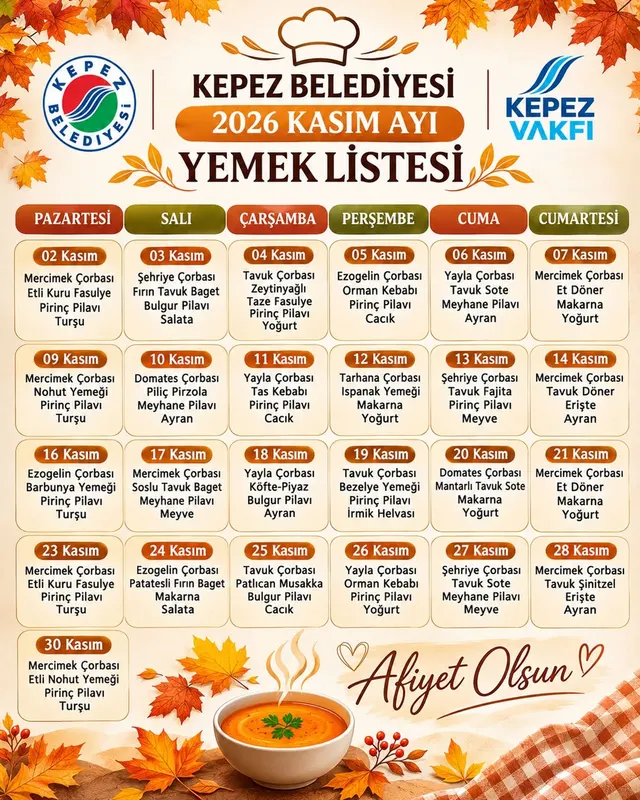 KEPEZ BELEDİYESİ
KEPEZ BELEDİYESİ
2026 KASIM AYI
YEMEK LİSTESİ
KEPEZ
VAKFI
PAZARTESİ
SALI
ÇARŞAMBA
PERŞEMBE
CUMA
CUMARTESİ
02 Kasım
Mercimek Çorbası
Etli Kuru Fasulye
Pirinç Pilavı
Turşu
03 Kasım
Şehriye Çorbası
Fırın Tavuk Baget
Bulgur Pilavı
Salata
04 Kasım
Tavuk Çorbası
Zeytinyağlı
Taze Fasulye
Pirinç Pilavı
Yoğurt
05 Kasım
Ezogelin Çorbası
Orman Kebabı
Pirinç Pilavı
Cacık
06 Kasım
Yayla Çorbası
Tavuk Sote
Meyhane Pilavı
Ayran
07 Kasım
Mercimek Çorbası
Et Döner
Makarna
Yoğurt
09 Kasım
Mercimek Çorbası
Nohut Yemeği
Pirinç Pilavı
Turşu
10 Kasım
Domates Çorbası
Piliç Pirzola
Meyhane Pilavı
Ayran
11 Kasım
Yayla Çorbası
Tas Kebabı
Pirinç Pilavı
Cacık
12 Kasım
Tarhana Çorbası
Ispanak Yemeği
Makarna
Yoğurt
13 Kasım
Şehriye Çorbası
Tavuk Fajita
Pirinç Pilavı
Meyve
14 Kasım
Mercimek Çorbası
Tavuk Döner
Erişte
Ayran
16 Kasım
Ezogelin Çorbası
Barbunya Yemeği
Pirinç Pilavı
Turşu
17 Kasım
Mercimek Çorbası
Soslu Tavuk Baget
Meyhane Pilavı
Meyve
18 Kasım
Yayla Çorbası
Köfte-Piyaz
Bulgur Pilavı
Ayran
19 Kasım
Tavuk Çorbası
Bezelye Yemeği
Pirinç Pilavı
İrmik Helvası
20 Kasım
Domates Çorbası
Mantarlı Tavuk Sote
Makarna
Yoğurt
21 Kasım
Mercimek Çorbası
Et Döner
Makarna
Yoğurt
23 Kasım
Mercimek Çorbası
Etli Kuru Fasulye
Pirinç Pilavı
Turşu
24 Kasım
Ezogelin Çorbası
Patatesli Fırın Baget
Makarna
Salata
25 Kasım
Tavuk Çorbası
Patlıcan Musakka
Bulgur Pilavı
Cacık
26 Kasım
Yayla Çorbası
Orman Kebabı
Pirinç Pilavı
Yoğurt
27 Kasım
Şehriye Çorbası
Tavuk Sote
Meyhane Pilavı
Meyve
28 Kasım
Mercimek Çorbası
Tavuk Şinitzel
Erişte
Ayran
30 Kasım
Mercimek Çorbası
Etli Nohut Yemeği
Pirinç Pilavı
Turşu
Afiyet Olsun